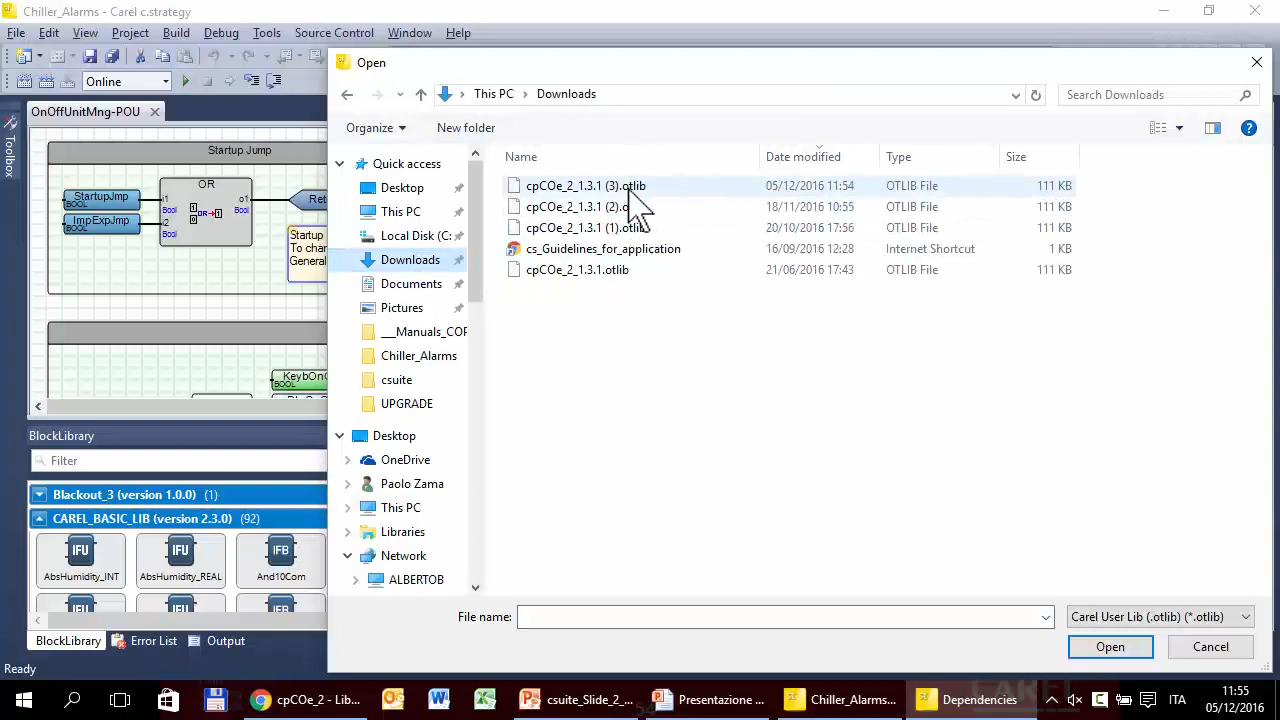 Chiller_Alarms - Carel c.strategy
File Edit View Project Build Debug Tools Source Control Window Help
Online
Toolbox
OnOffUnitMng-POU
Startup Jump
StartupJmp
BOOL
ImpExpJmp
BOOL
OR
i1
Bool
i2
Bool
o1
Bool
OR
Ret
Startup
To chan
General
KeybOnO
BOOL
BlockLibrary
Filter
Blackout_3 (version 1.0.0) (1)
CAREL_BASIC_LIB (version 2.3.0) (92)
IFU IFU IFB
AbsHumidity_INT AbsHumidity_REAL And10Com
BlockLibrary Error List Output
Ready
Open
This PC > Downloads
Search Downloads
Organize New folder
Name Date modified Type Size
Quick access
Desktop
This PC
Local Disk (C:
Downloads
Documents
Pictures
___Manuals_COP
Chiller_Alarms
csuite
UPGRADE
Desktop
OneDrive
Paolo Zama
This PC
Libraries
Network
ALBERTOB
cpCOe_2_1.3.1 (3).otlib 05/12/2016 11:54 OTLIB File 111 KB
cpCOe_2_1.3.1 (2).o 18/11/2016 10:55 OTLIB File 111 KB
cpCOe_2_1.3.1 (1).otlib 20/10/2016 17:56 OTLIB File 111 KB
cs_Guidelines_for_application 16/09/2016 12:28 Internet Shortcut 1 KB
cpCOe_2_1.3.1.otlib 21/06/2016 17:43 OTLIB File 111 KB
File name:
Carel User Lib (.otlib) (*.otlib)
Open Cancel
cpCOe_2 - Lib... csuite_Slide_2_... Presentazione ... Chiller_Alarms... Dependencies
ITA
11:55
05/12/2016